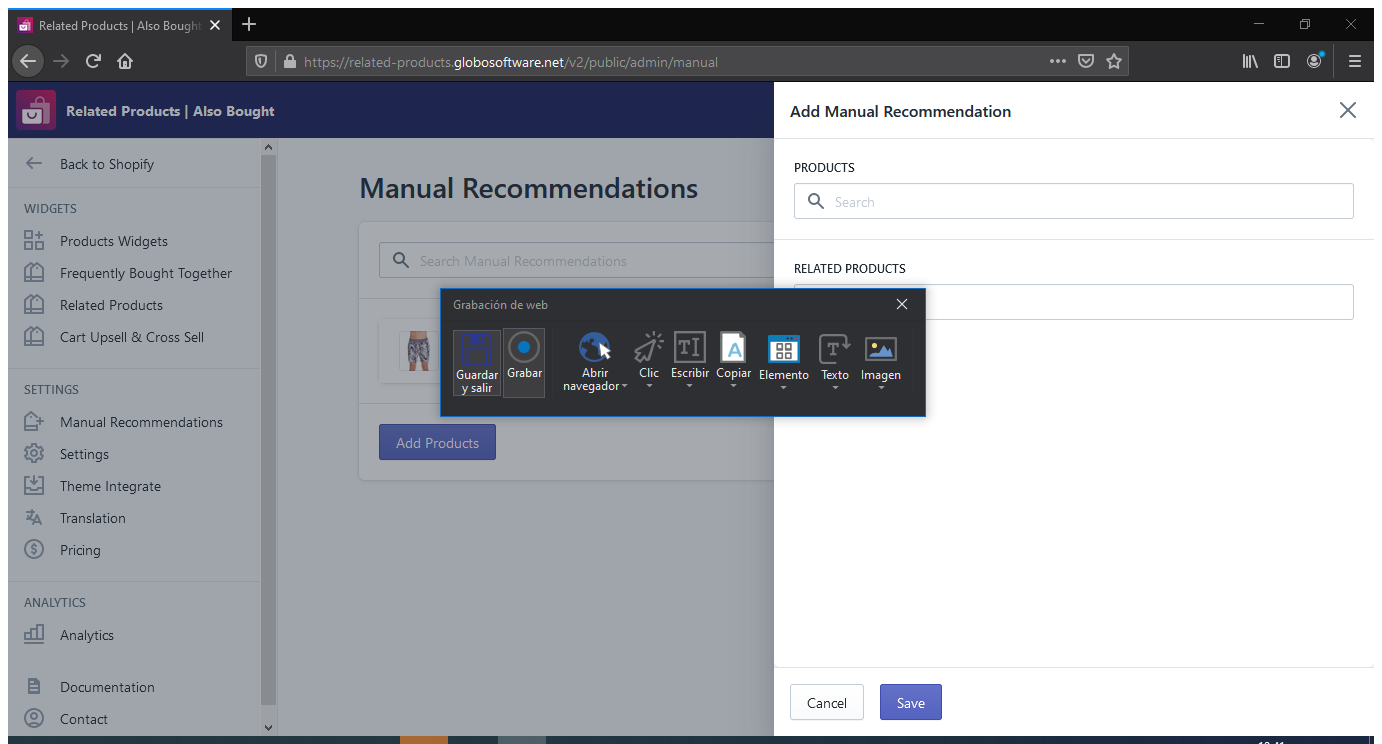 Related Products | Also Bough
https://related-products.globosoftware.net/v2/public/admin/manual
Related Products | Also Bought
Back to Shopify
WIDGETS
Products Widgets
Frequently Bought Together
Related Products
Cart Upsell & Cross Sell
SETTINGS
Manual Recommendations
Settings
Theme Integrate
Translation
Pricing
ANALYTICS
Analytics
Documentation
Contact
Manual Recommendations
Search Manual Recommendations
Add Products
Grabación de web
Guardar
y salir
Grabar
Abrir
navegador
Clic
Escribir
Copiar
Elemento
Texto
Imagen
Add Manual Recommendation
PRODUCTS
Search
RELATED PRODUCTS
Cancel
Save